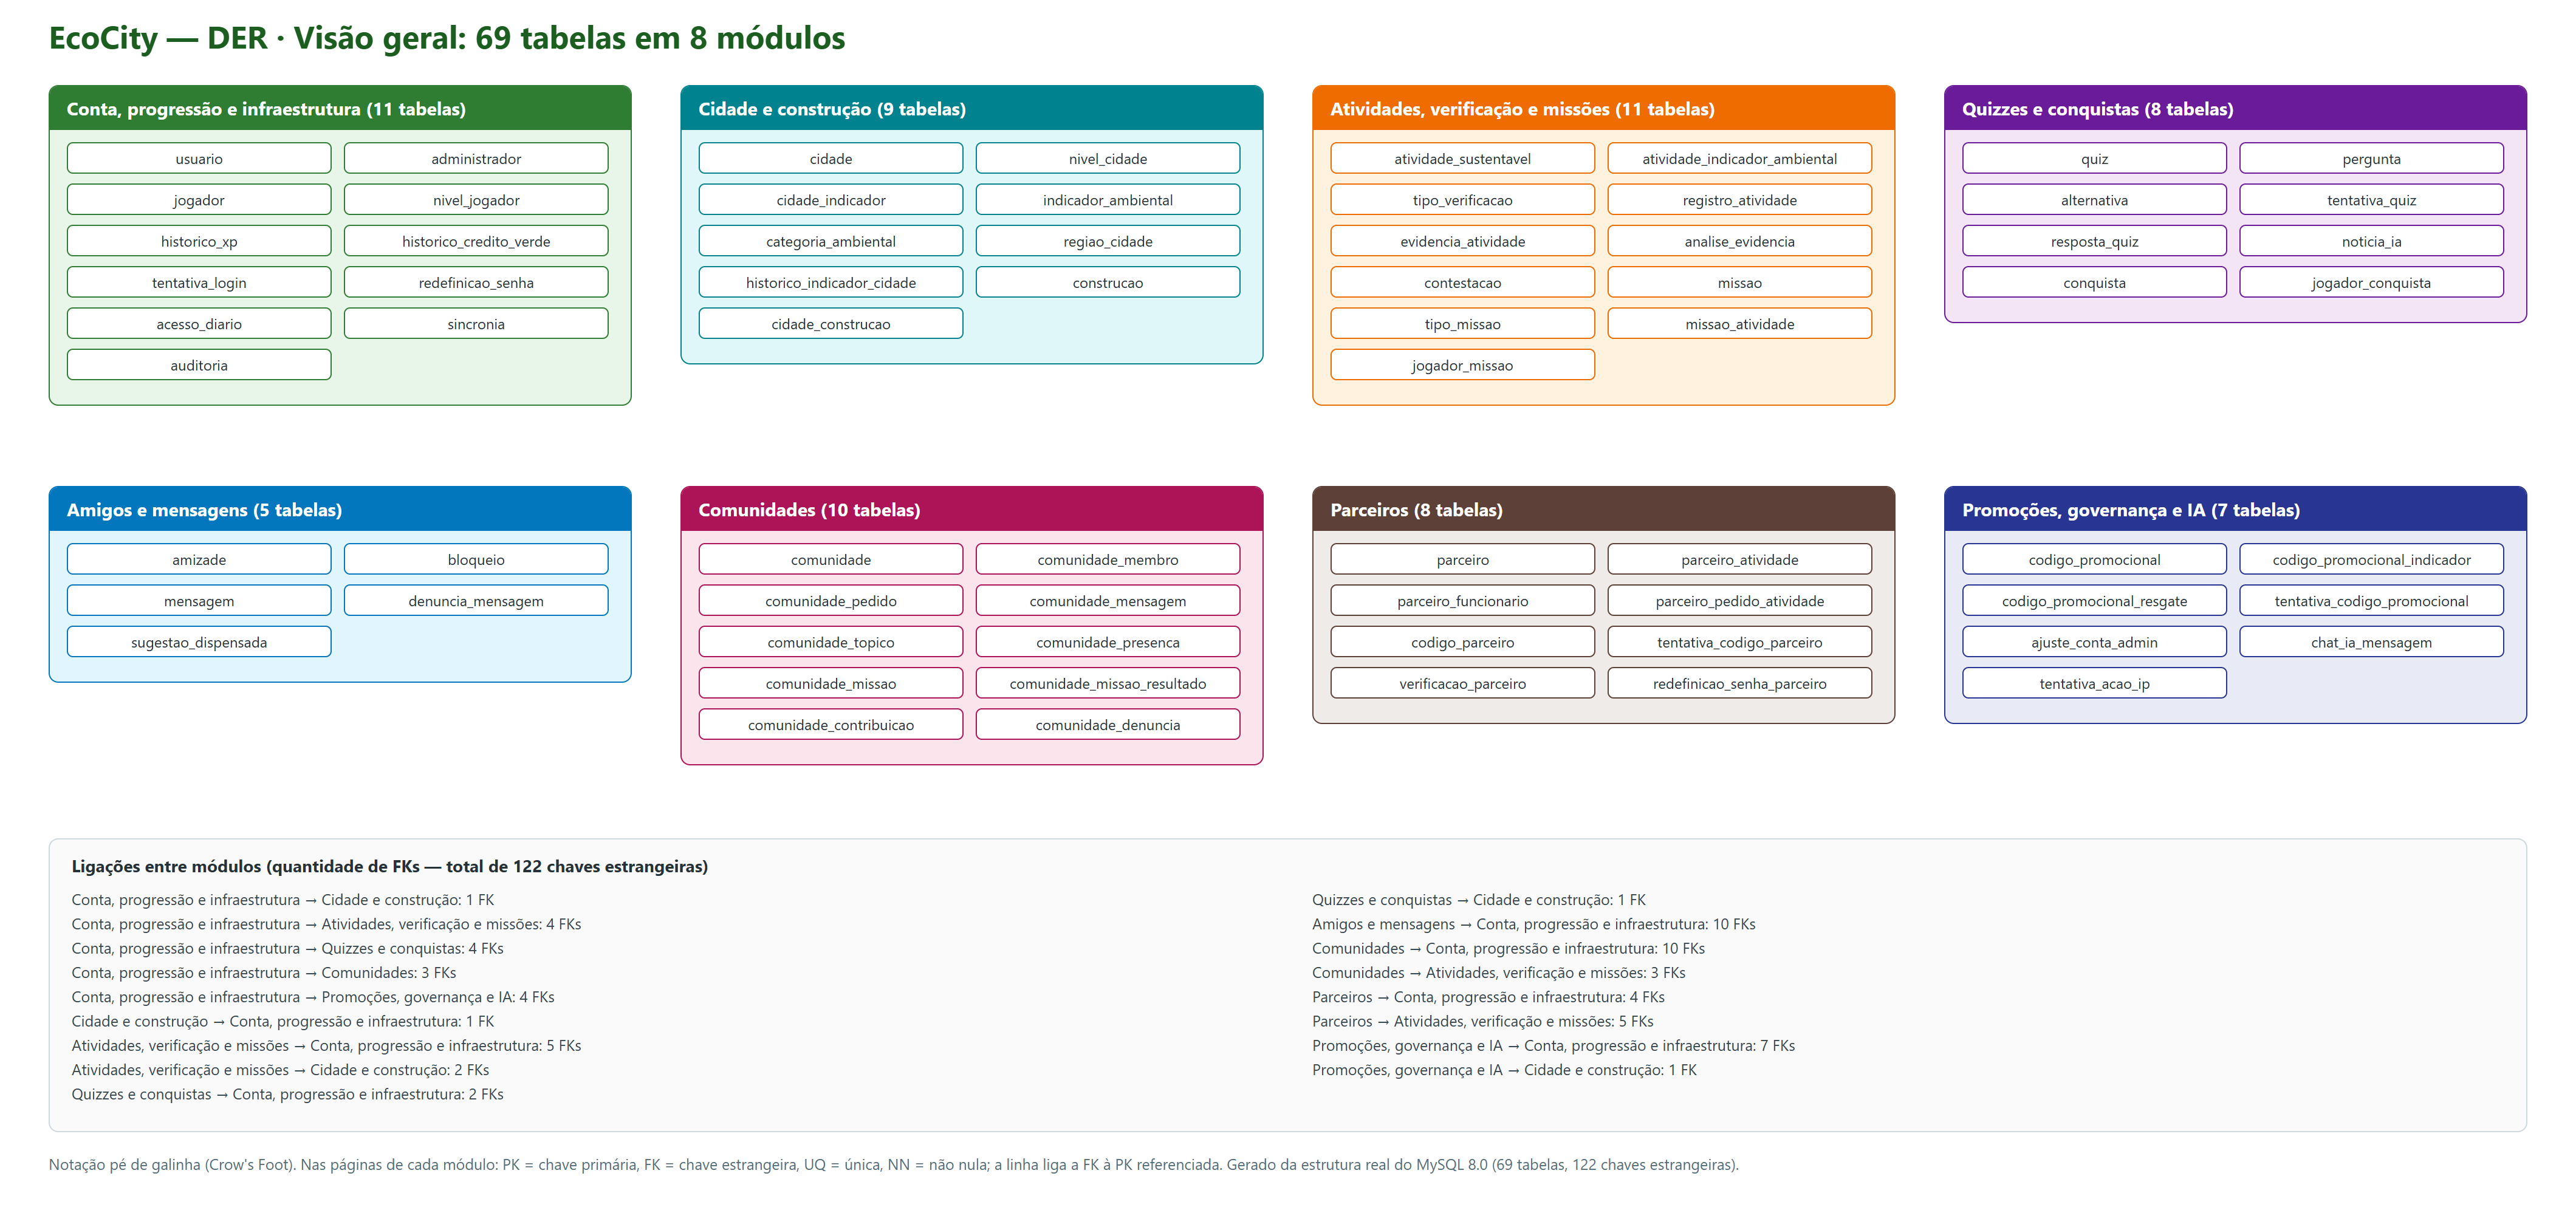 EcoCity — DER · Visão geral: 69 tabelas em 8 módulos
Conta, progressão e infraestrutura (11 tabelas)
usuario
administrador
jogador
nivel_jogador
historico_xp
historico_credito_verde
tentativa_login
redefinicao_senha
acesso_diario
sincronia
auditoria
Cidade e construção (9 tabelas)
cidade
nivel_cidade
cidade_indicador
indicador_ambiental
categoria_ambiental
regiao_cidade
historico_indicador_cidade
construcao
cidade_construcao
Atividades, verificação e missões (11 tabelas)
atividade_sustentavel
atividade_indicador_ambiental
tipo_verificacao
registro_atividade
evidencia_atividade
analise_evidencia
contestacao
missao
tipo_missao
missao_atividade
jogador_missao
Quizzes e conquistas (8 tabelas)
quiz
pergunta
alternativa
tentativa_quiz
resposta_quiz
noticia_ia
conquista
jogador_conquista
Amigos e mensagens (5 tabelas)
amizade
bloqueio
mensagem
denuncia_mensagem
sugestao_dispensada
Comunidades (10 tabelas)
comunidade
comunidade_membro
comunidade_pedido
comunidade_mensagem
comunidade_topico
comunidade_presenca
comunidade_missao
comunidade_missao_resultado
comunidade_contribuicao
comunidade_denuncia
Parceiros (8 tabelas)
parceiro
parceiro_atividade
parceiro_funcionario
parceiro_pedido_atividade
codigo_parceiro
tentativa_codigo_parceiro
verificacao_parceiro
redefinicao_senha_parceiro
Promoções, governança e IA (7 tabelas)
codigo_promocional
codigo_promocional_indicador
codigo_promocional_resgate
tentativa_codigo_promocional
ajuste_conta_admin
chat_ia_mensagem
tentativa_acao_ip
Ligações entre módulos (quantidade de FKs — total de 122 chaves estrangeiras)
Conta, progressão e infraestrutura → Cidade e construção: 1 FK
Conta, progressão e infraestrutura → Atividades, verificação e missões: 4 FKs
Conta, progressão e infraestrutura → Quizzes e conquistas: 4 FKs
Conta, progressão e infraestrutura → Comunidades: 3 FKs
Conta, progressão e infraestrutura → Promoções, governança e IA: 4 FKs
Cidade e construção → Conta, progressão e infraestrutura: 1 FK
Atividades, verificação e missões → Conta, progressão e infraestrutura: 5 FKs
Atividades, verificação e missões → Cidade e construção: 2 FKs
Quizzes e conquistas → Conta, progressão e infraestrutura: 2 FKs
Quizzes e conquistas → Cidade e construção: 1 FK
Amigos e mensagens → Conta, progressão e infraestrutura: 10 FKs
Comunidades → Conta, progressão e infraestrutura: 10 FKs
Comunidades → Atividades, verificação e missões: 3 FKs
Parceiros → Conta, progressão e infraestrutura: 4 FKs
Parceiros → Atividades, verificação e missões: 5 FKs
Promoções, governança e IA → Conta, progressão e infraestrutura: 7 FKs
Promoções, governança e IA → Cidade e construção: 1 FK
Notação pé de galinha (Crow's Foot). Nas páginas de cada módulo: PK = chave primária, FK = chave estrangeira, UQ = única, NN = não nula; a linha liga a FK à PK referenciada. Gerado da estrutura real do MySQL 8.0 (69 tabelas, 122 chaves estrangeiras).